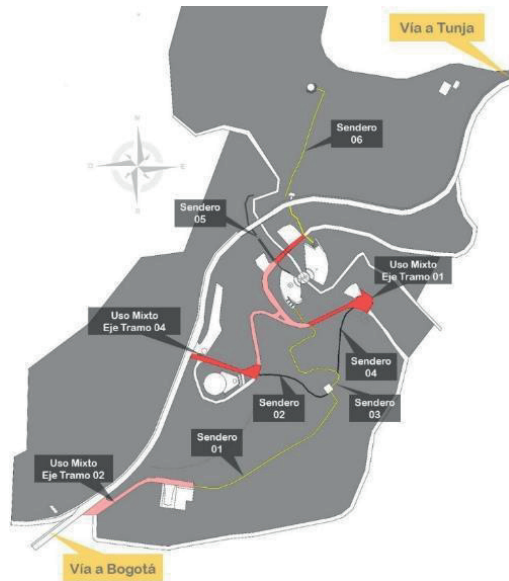 Vía a Tunja
Sendero
06
Sendero
05
Uso Mixto
Eje Tramo 01
Uso Mixto
Eje Tramo 04
Sendero
04
Sendero
02
Sendero
03
Sendero
01
Uso Mixto
Eje Tramo 02
Vía a Bogotá